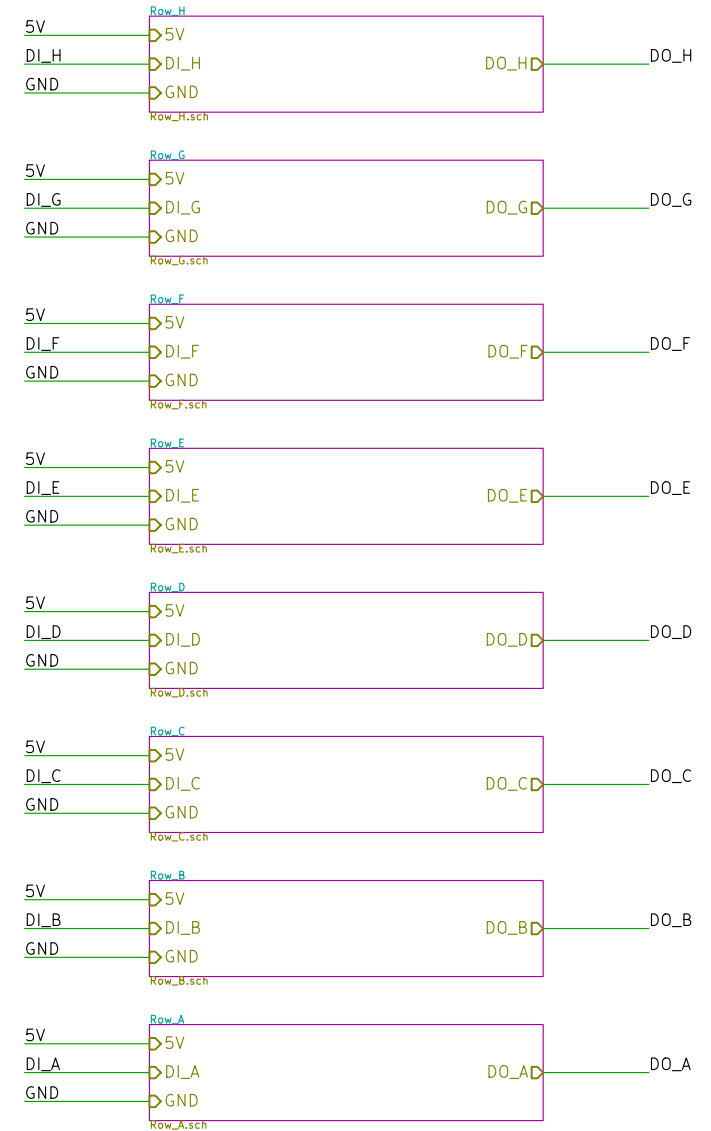 Row_H
5V 5V
DI_H DI_H DO_H DO_H
GND GND
Row_H.sch
Row_G
5V 5V
DI_G DI_G DO_G DO_G
GND GND
Row_G.sch
Row_F
5V 5V
DI_F DI_F DO_F DO_F
GND GND
Row_F.sch
Row_E
5V 5V
DI_E DI_E DO_E DO_E
GND GND
Row_E.sch
Row_D
5V 5V
DI_D DI_D DO_D DO_D
GND GND
Row_D.sch
Row_C
5V 5V
DI_C DI_C DO_C DO_C
GND GND
Row_C.sch
Row_B
5V 5V
DI_B DI_B DO_B DO_B
GND GND
Row_B.sch
Row_A
5V 5V
DI_A DI_A DO_A DO_A
GND GND
Row_A.sch